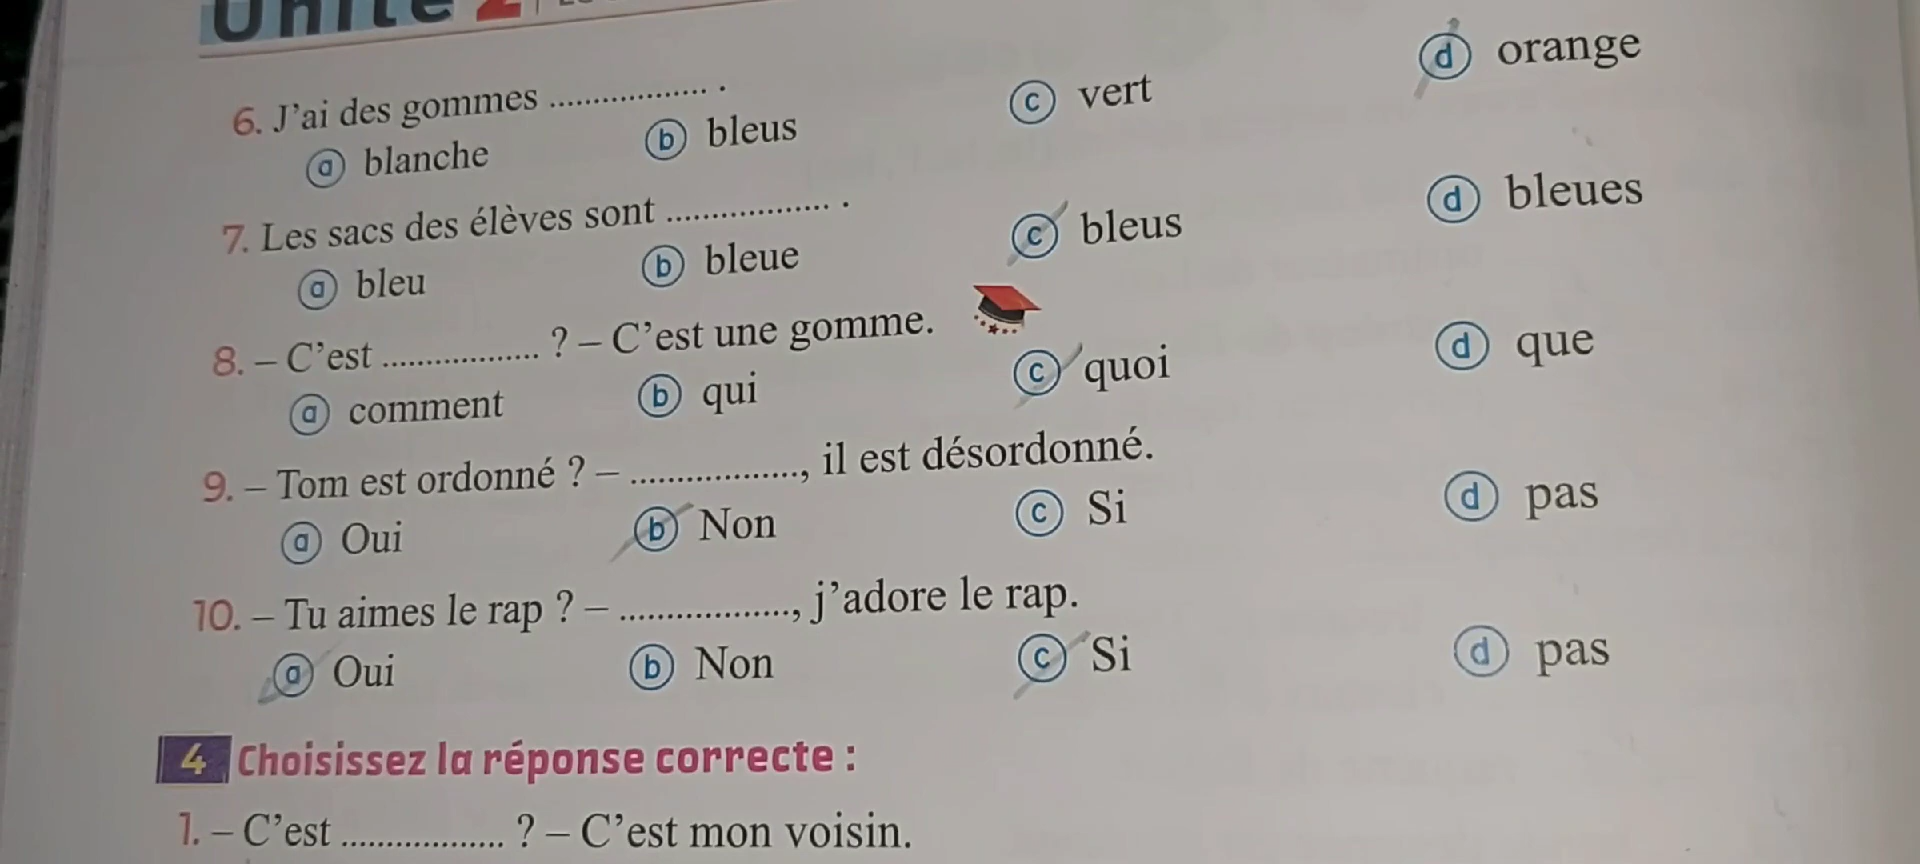 Unité 2
6. J'ai des gommes .................. .
a blanche b bleus c vert d orange
7. Les sacs des élèves sont .................. .
a bleu b bleue c bleus d bleues
8. – C'est .................. ? – C'est une gomme.
a comment b qui c quoi d que
9. – Tom est ordonné ? – .................., il est désordonné.
a Oui b Non c Si d pas
10. – Tu aimes le rap ? – .................., j'adore le rap.
a Oui b Non c Si d pas
4 Choisissez la réponse correcte :
1. – C'est .................. ? – C'est mon voisin.